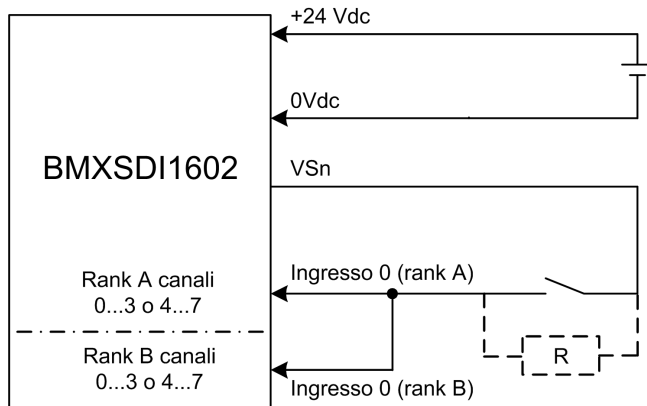 +24 Vdc
0Vdc
BMXSDI1602
VSn
Rank A canali
0...3 o 4...7
Ingresso 0 (rank A)
Rank B canali
0...3 o 4...7
R
Ingresso 0 (rank B)